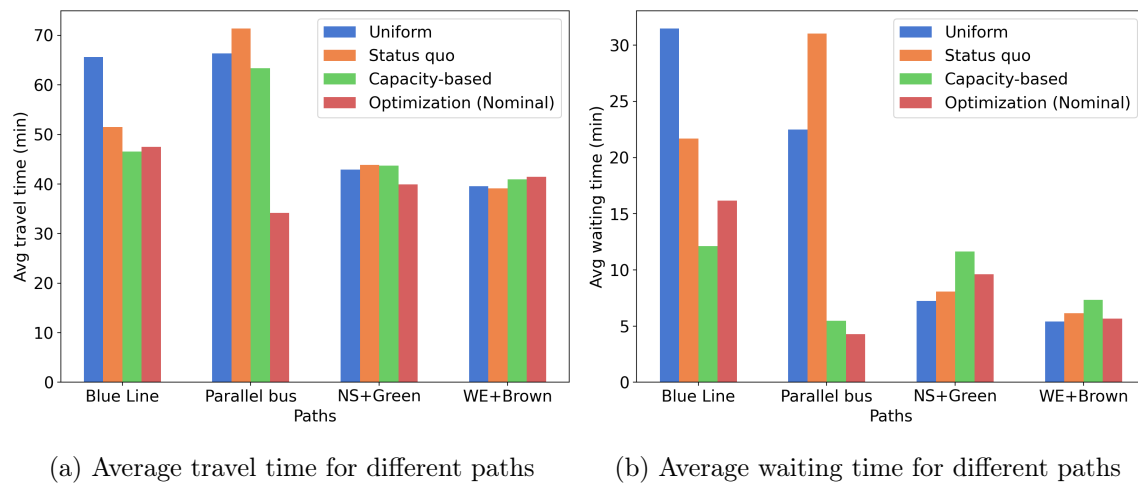 70
60
50
40
30
20
10
0
Avg travel time (min)
Uniform
Status quo
Capacity-based
Optimization (Nominal)
Blue Line
Parallel bus
NS+Green
WE+Brown
Paths
30
25
20
15
10
5
0
Avg waiting time (min)
Uniform
Status quo
Capacity-based
Optimization (Nominal)
Blue Line
Parallel bus
NS+Green
WE+Brown
Paths
(a) Average travel time for different paths
(b) Average waiting time for different paths